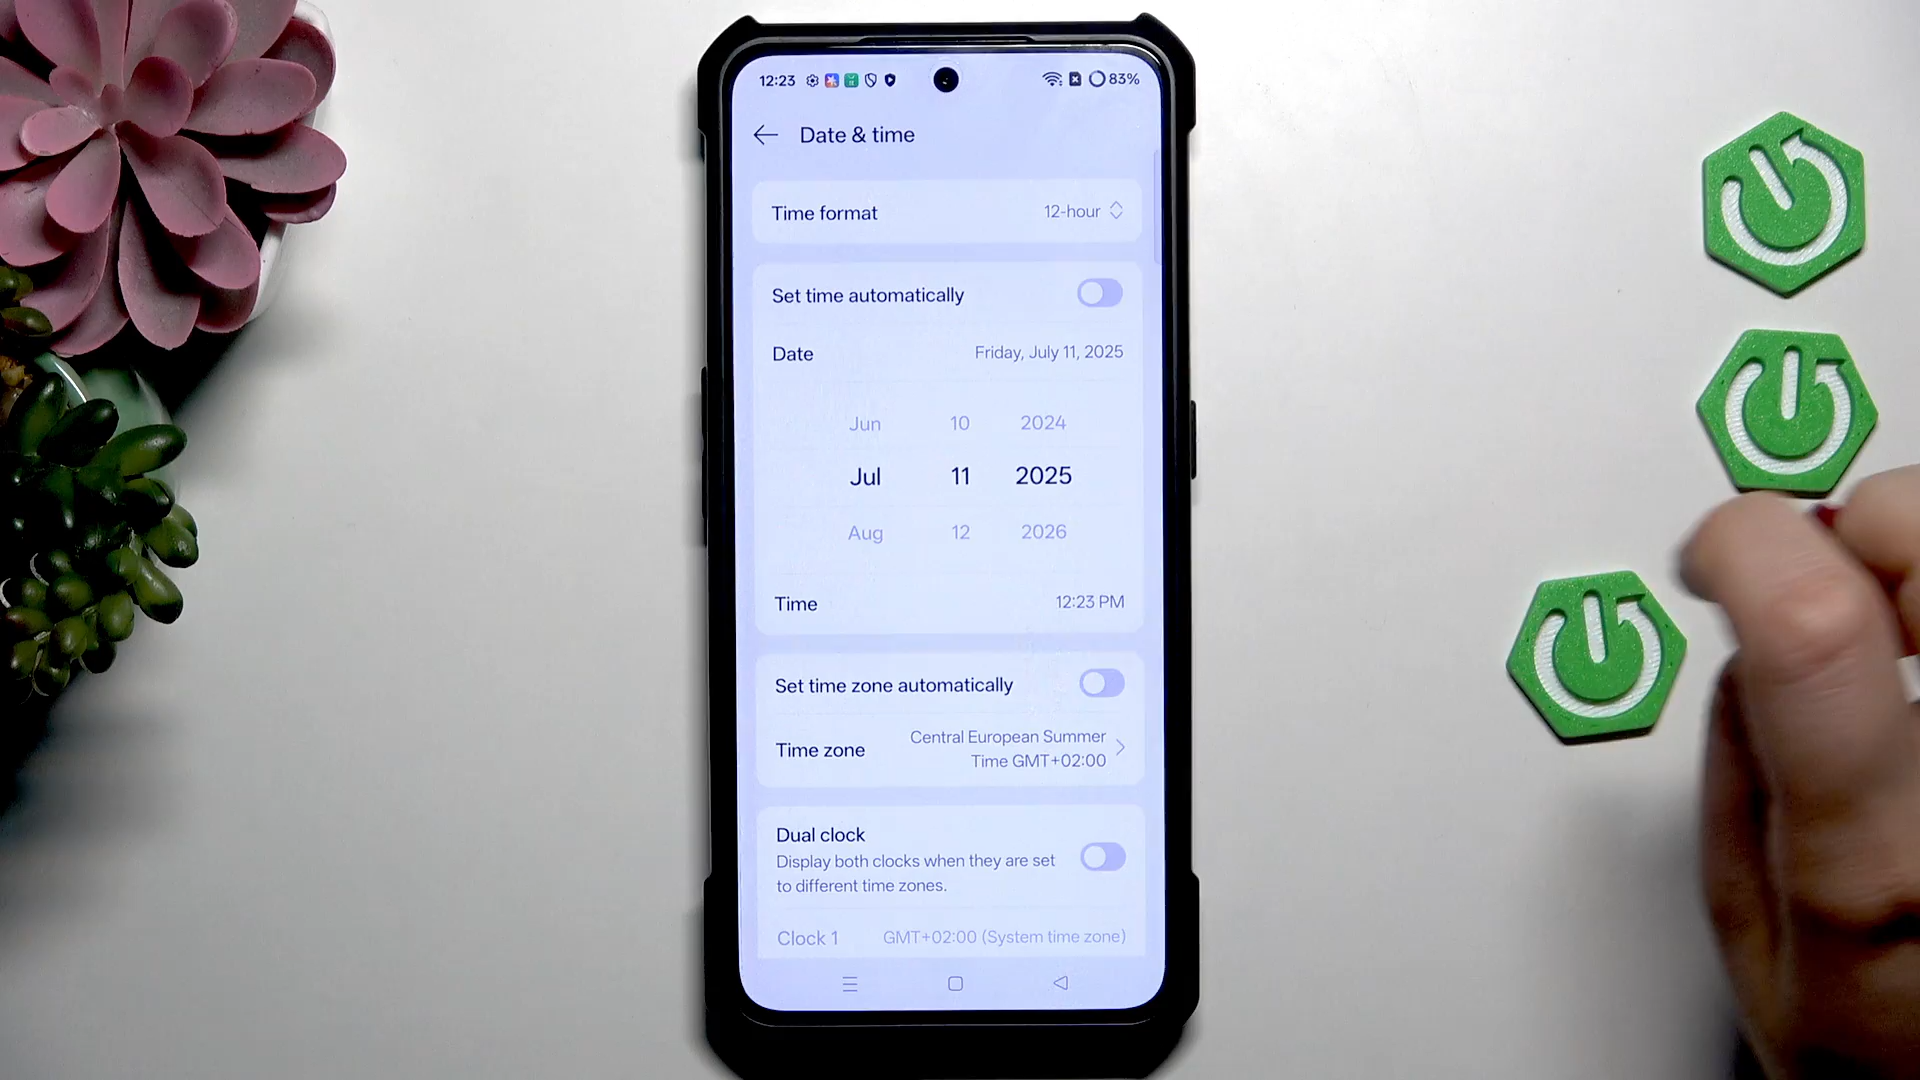 12:23 83%
Date & time
Time format 12-hour
Set time automatically
Date Friday, July 11, 2025
Jun 10 2024
Jul 11 2025
Aug 12 2026
Time 12:23 PM
Set time zone automatically
Time zone Central European Summer
Time GMT+02:00
Dual clock
Display both clocks when they are set
to different time zones.
Clock 1 GMT+02:00 (System time zone)